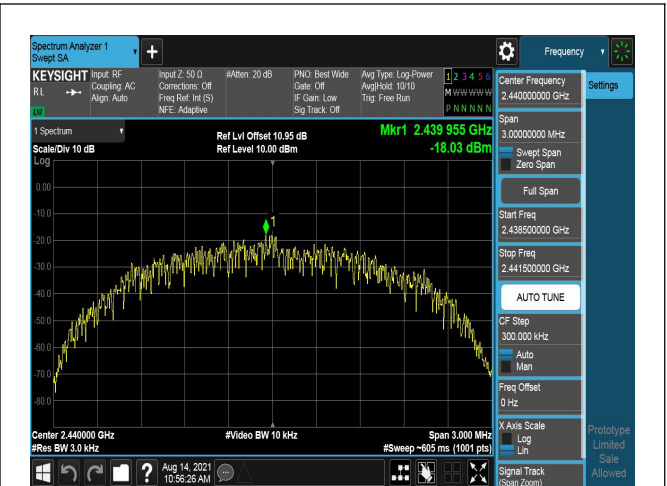 Spectrum Analyzer 1
Swept SA
+
Frequency
KEYSIGHT
RL
Input: RF
Coupling: AC
Align: Auto
Input Z: 50 Ω
Corrections: Off
Freq Ref: Int (S)
NFE: Adaptive
#Atten: 20 dB
PNO: Best Wide
Gate: Off
IF Gain: Low
Sig Track: Off
Avg Type: Log-Power
Avg|Hold: 10/10
Trig: Free Run
1 2 3 4 5 6
M W W W W W
P N N N N N
1 Spectrum
Scale/Div 10 dB
Ref Lvl Offset 10.95 dB
Ref Level 10.00 dBm
Mkr1 2.439 955 GHz
-18.03 dBm
Log
0.00
-10.0
-20.0
-30.0
-40.0
-50.0
-60.0
-70.0
-80.0
1
Center 2.440000 GHz
#Res BW 3.0 kHz
#Video BW 10 kHz
Span 3.000 MHz
#Sweep ~605 ms (1001 pts)
Center Frequency
2.440000000 GHz
Span
3.00000000 MHz
Swept Span
Zero Span
Full Span
Start Freq
2.438500000 GHz
Stop Freq
2.441500000 GHz
AUTO TUNE
CF Step
300.000 kHz
Auto
Man
Freq Offset
0 Hz
X Axis Scale
Log
Lin
Signal Track
(Span Zoom)
Settings
Prototype
Limited
Sale
Allowed
?
Aug 14, 2021
10:56:26 AM